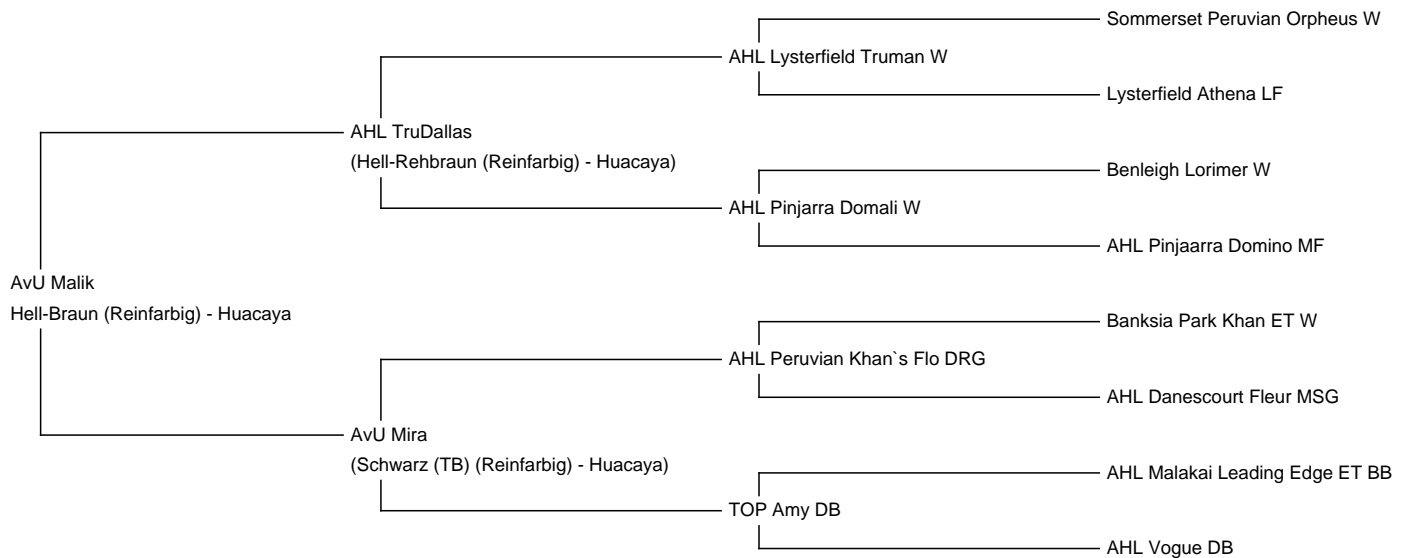 Sommerset Peruvian Orpheus W
AHL Lysterfield Truman W
Lysterfield Athena LF
AHL TruDallas
(Hell-Rehbraun (Reinfarbig) - Huacaya)
Benleigh Lorimer W
AHL Pinjarra Domali W
AHL Pinjaarra Domino MF
AvU Malik
Hell-Braun (Reinfarbig) - Huacaya
Banksia Park Khan ET W
AHL Peruvian Khan`s Flo DRG
AHL Danescourt Fleur MSG
AvU Mira
(Schwarz (TB) (Reinfarbig) - Huacaya)
AHL Malakai Leading Edge ET BB
TOP Amy DB
AHL Vogue DB